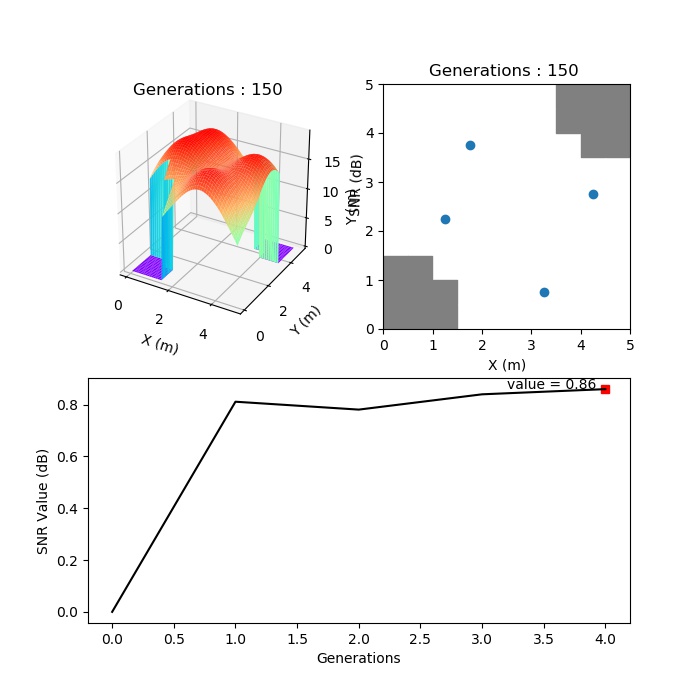 Generations : 150
15
10
5
0
SNR (dB)
0
2
4
X (m)
0
2
4
Y (m)
Generations : 150
5
4
3
2
1
0
Y (m)
0 1 2 3 4 5
X (m)
value = 0.86
0.8
0.6
0.4
0.2
0.0
SNR Value (dB)
0.0 0.5 1.0 1.5 2.0 2.5 3.0 3.5 4.0
Generations